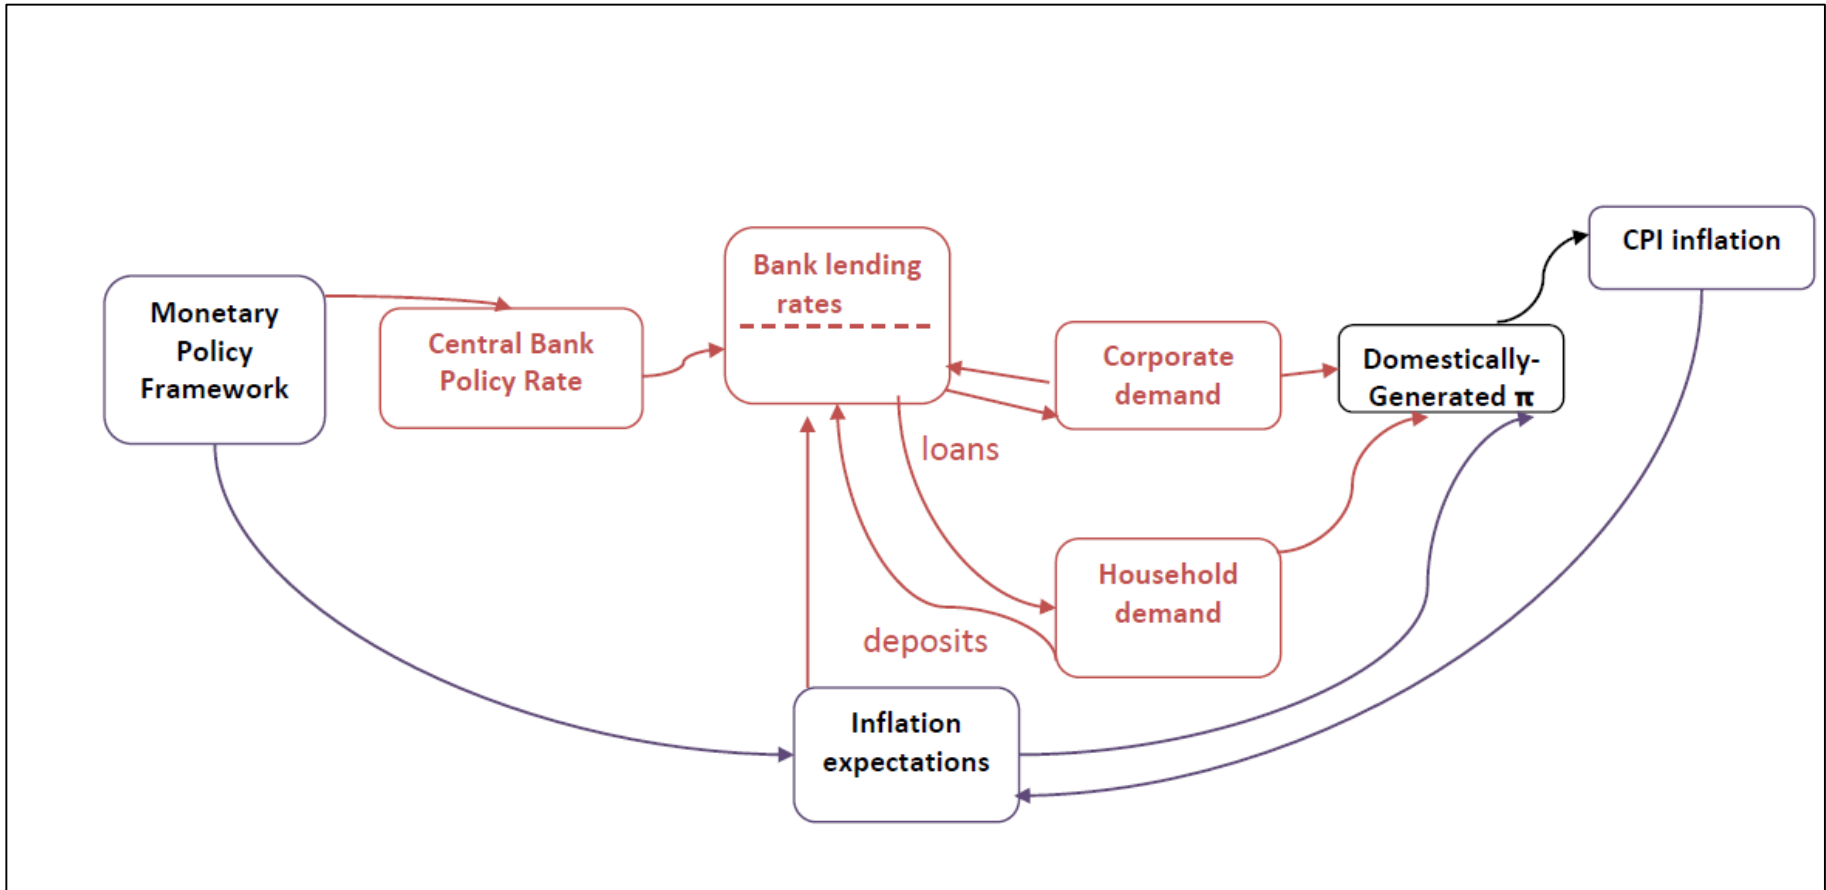 Monetary
Policy
Framework
Central Bank
Policy Rate
Bank lending
rates
loans
deposits
Corporate
demand
Household
demand
Inflation
expectations
Domestically-
Generated π
CPI inflation